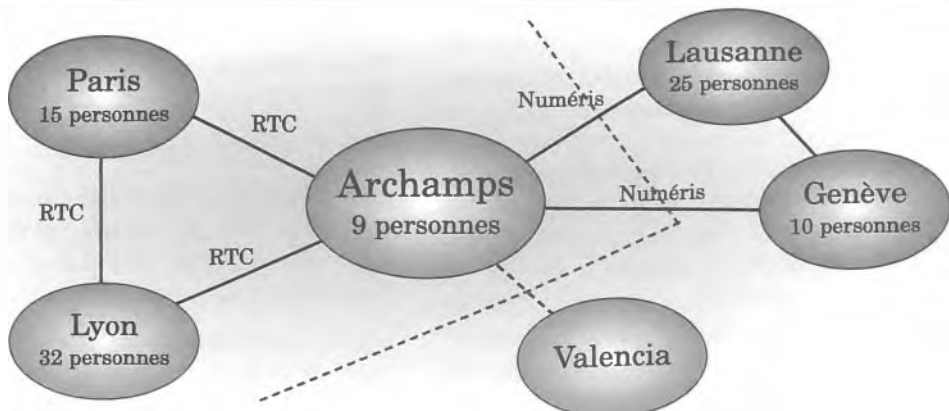 Paris
15 personnes
RTC
RTC
Lyon
32 personnes
RTC
Archamps
9 personnes
Numéris
Lausanne
25 personnes
Numéris
Genève
10 personnes
Valencia